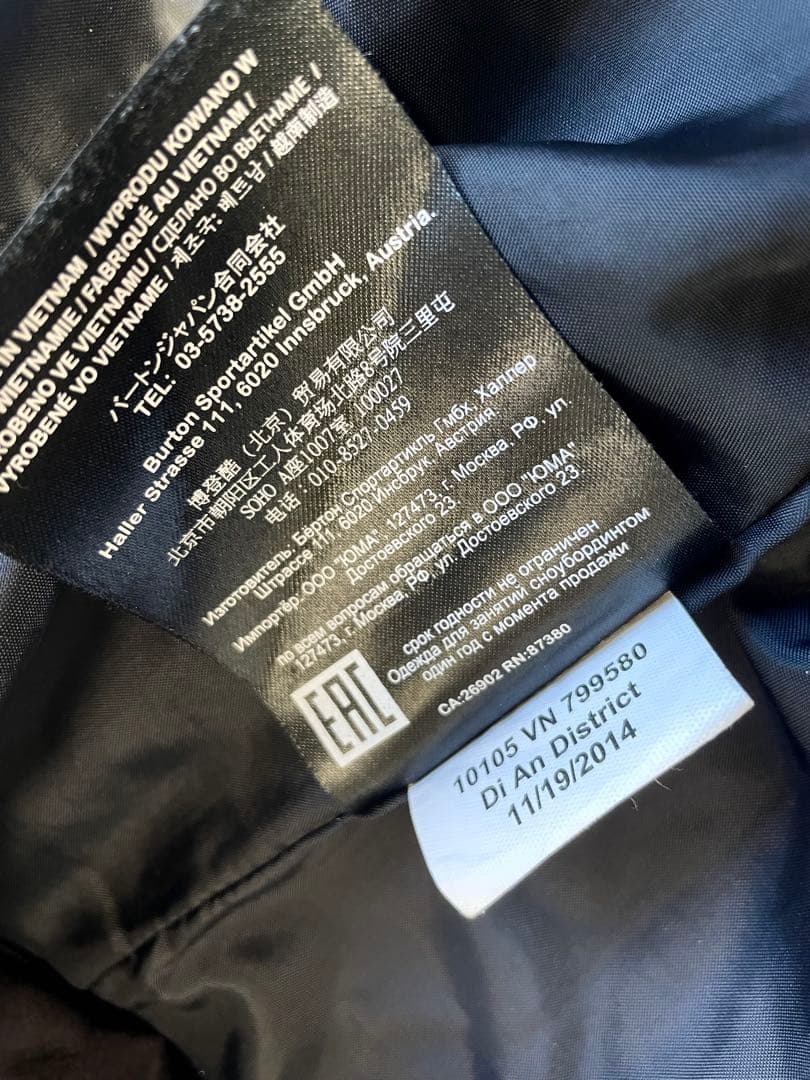 IN VIETNAM / WYPRODU KOWANO W
WIETNAMIE / FABRIQUÉ AU VIETNAM /
ROBENO VE VIETNAMU / СДЕЛАНО ВО ВЬЕТНАМЕ /
VYROBENÉ VO VIETNAME / 제조국: 베트남 / 越南制造
バートンジャパン合同会社
TEL: 03-5738-2555
Burton Sportartikel GmbH
Haller Strasse 111, 6020 Innsbruck, Austria.
博登酷（北京）贸易有限公司
北京市朝阳区工人体育场北路8号院三里屯
SOHO A座1007室 100027
电话：010-8527-0459
Изготовитель. Бёртон Спортартикль Гмбх, Халлер
Штрассе 111, 6020 Инсбрук, Австрия.
Импортёр: ООО "ЮМА", 127473, г. Москва. РФ. ул.
Достоевского 23.
по всем вопросам обращаться в ООО "ЮМА"
127473, г. Москва, РФ, ул. Достоевского 23.
срок годности не ограничен
Одежда для занятий сноубордингом
один год с момента продажи
EAC
CA:26902 RN:87380
10105 VN 799580
Di An District
11/19/2014